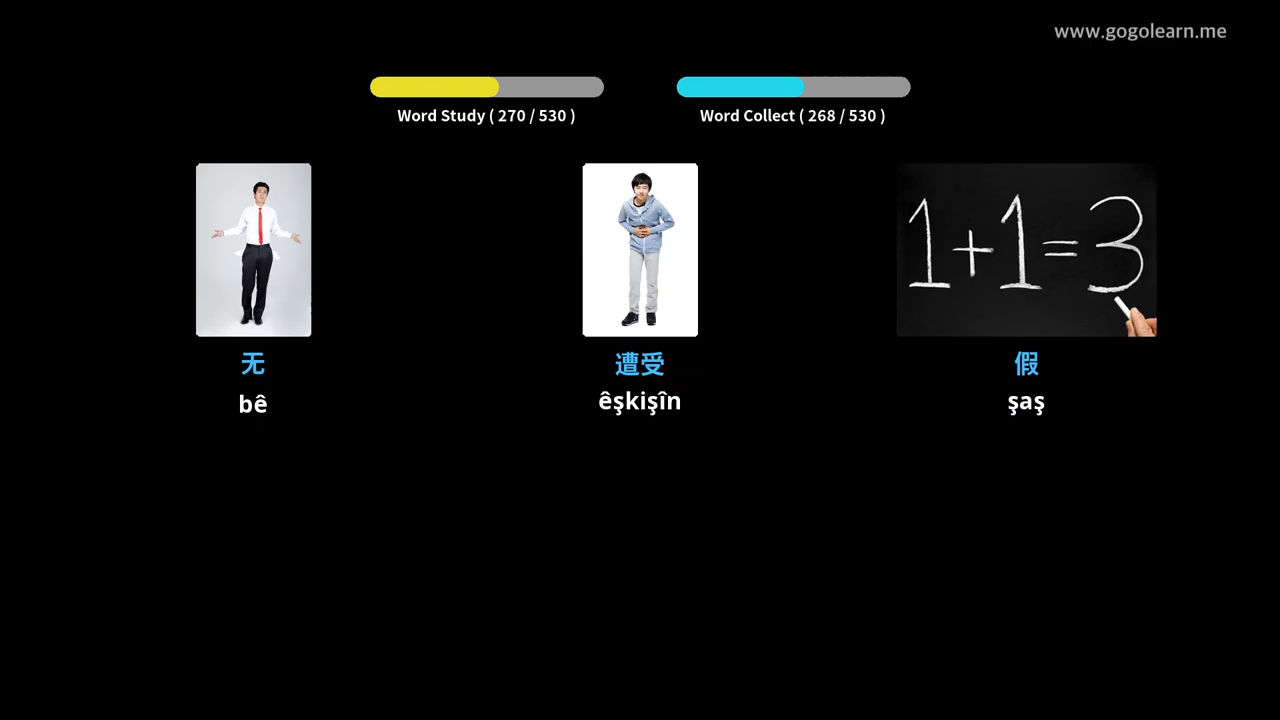 www.gogolearn.me
Word Study ( 270 / 530 )
Word Collect ( 268 / 530 )
1+1=3
无
遭受
假
bê
êşkişîn
şaş